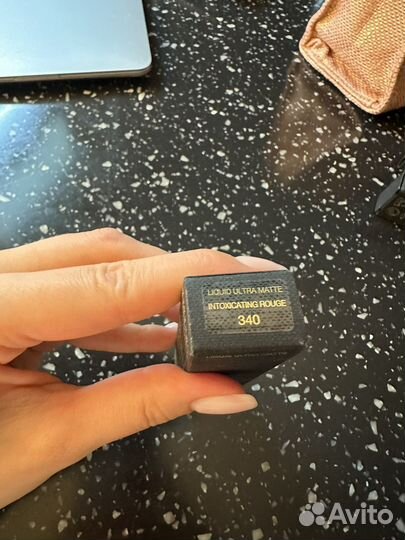 LIQUID ULTRA MATTE
INTOXICATING ROUGE
340
Avito